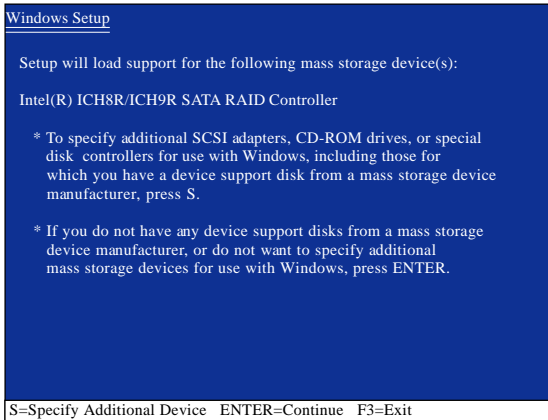 Windows Setup
Setup will load support for the following mass storage device(s):
Intel(R) ICH8R/ICH9R SATA RAID Controller
* To specify additional SCSI adapters, CD-ROM drives, or special
disk controllers for use with Windows, including those for
which you have a device support disk from a mass storage device
manufacturer, press S.
* If you do not have any device support disks from a mass storage
device manufacturer, or do not want to specify additional
mass storage devices for use with Windows, press ENTER.
S=Specify Additional Device ENTER=Continue F3=Exit